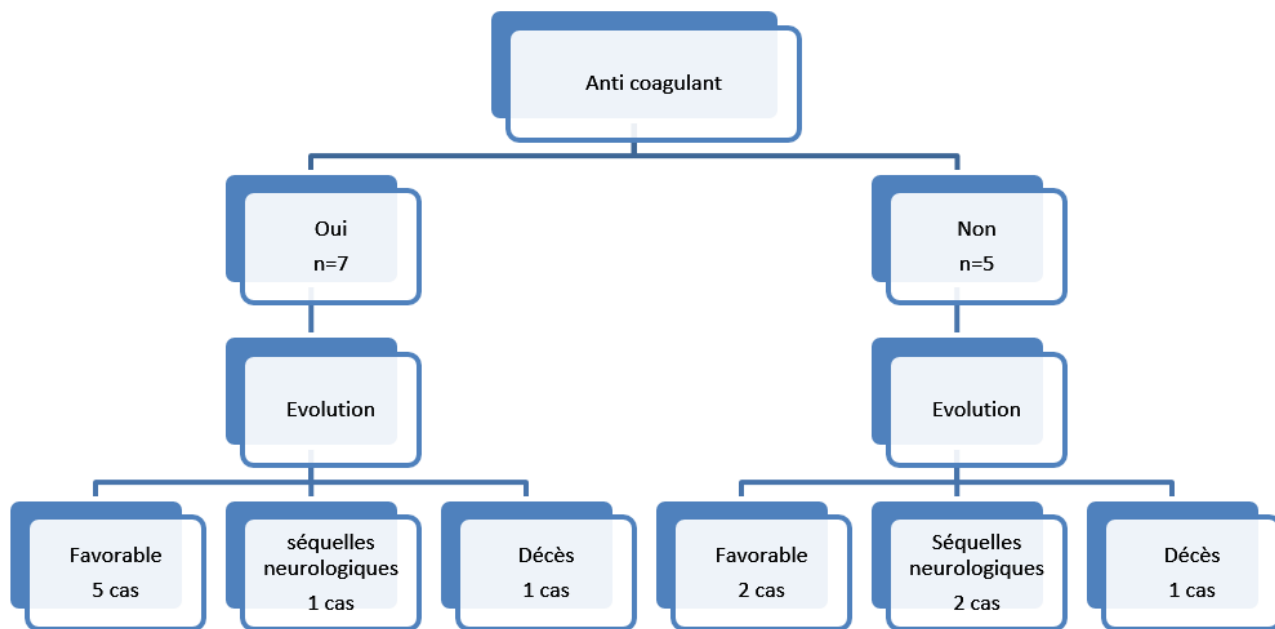 Anti coagulant
Oui
n=7
Non
n=5
Evolution
Evolution
Favorable
5 cas
séquelles
neurologiques
1 cas
Décès
1 cas
Favorable
2 cas
Séquelles
neurologiques
2 cas
Décès
1 cas